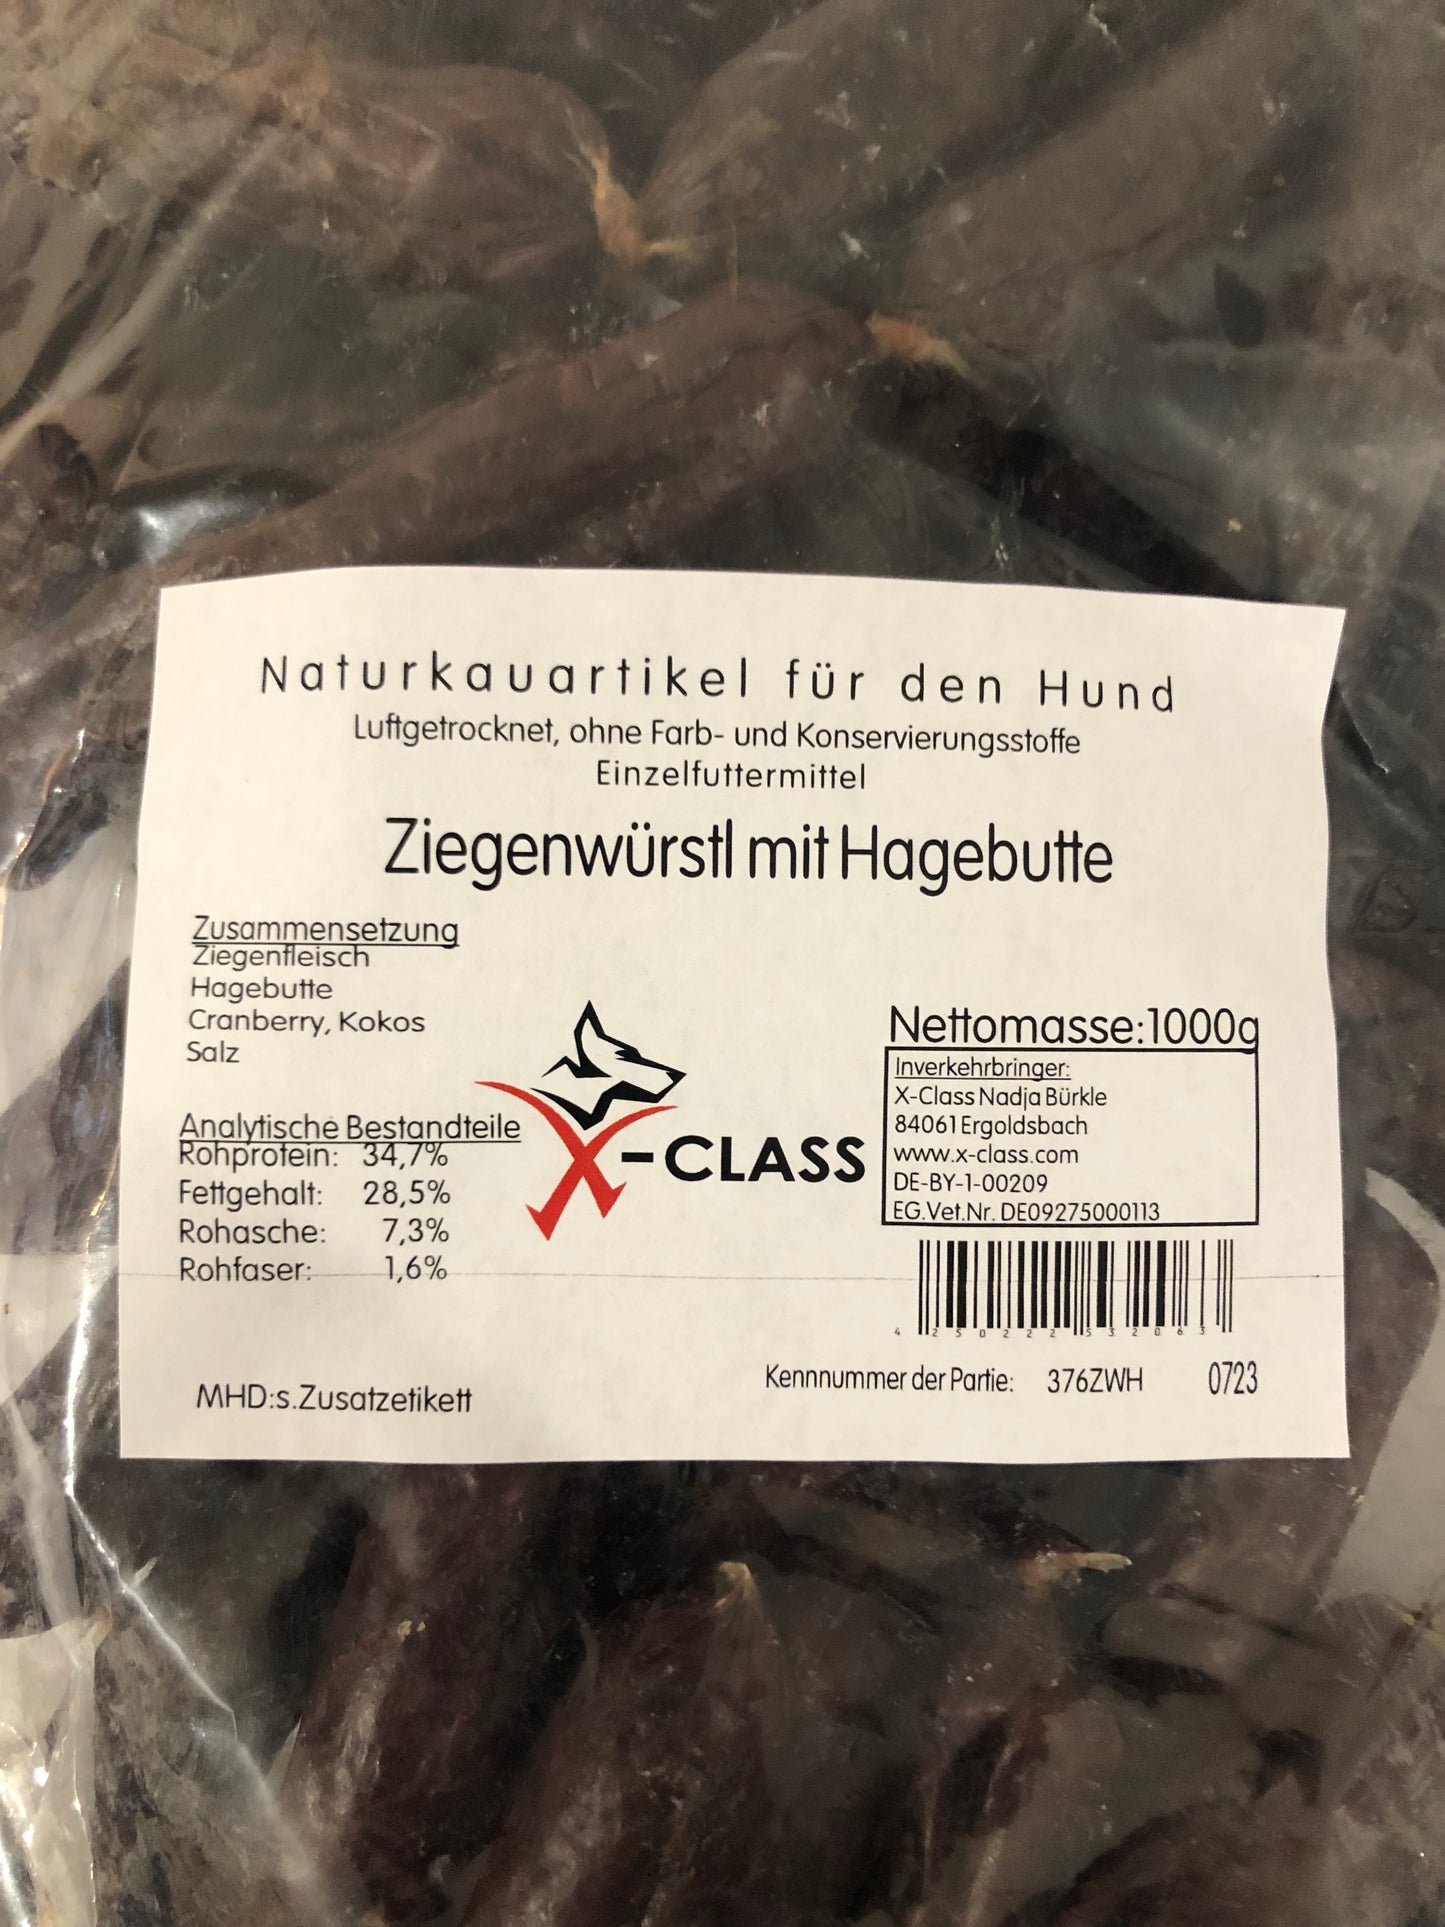 Naturkauartikel für den Hund
Luftgetrocknet, ohne Farb- und Konservierungsstoffe
Einzelfuttermittel
Ziegenwürstl mit Hagebutte
Zusammensetzung
Ziegenfleisch
Hagebutte
Cranberry, Kokos
Salz
Analytische Bestandteile
Rohprotein: 34,7%
Fettgehalt: 28,5%
Rohasche: 7,3%
Rohfaser: 1,6%
X-CLASS
Nettomasse:1000g
Inverkehrbringer:
X-Class Nadja Bürkle
84061 Ergoldsbach
www.x-class.com
DE-BY-1-00209
EG.Vet.Nr. DE09275000113
4 250222 532063
Kennnummer der Partie: 376ZWH 0723
MHD:s.Zusatzetikett